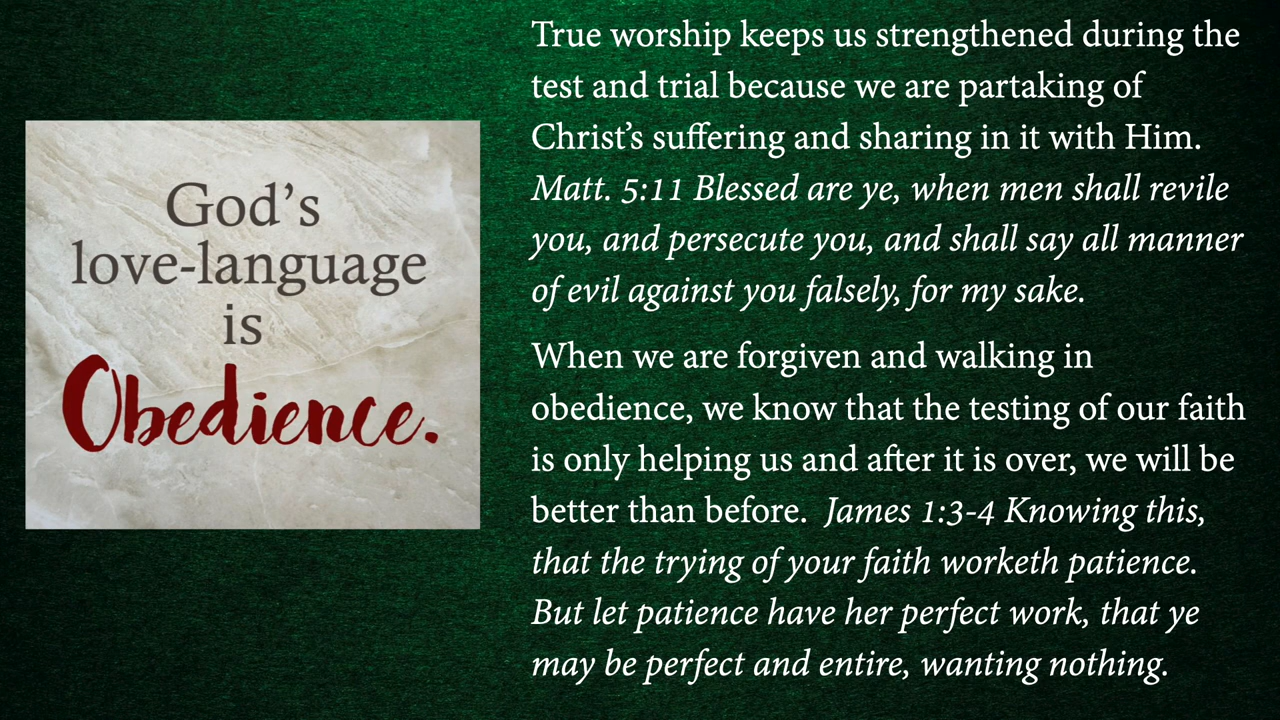 God's
love-language
is
Obedience.
True worship keeps us strengthened during the
test and trial because we are partaking of
Christ's suffering and sharing in it with Him.
Matt. 5:11 Blessed are ye, when men shall revile
you, and persecute you, and shall say all manner
of evil against you falsely, for my sake.
When we are forgiven and walking in
obedience, we know that the testing of our faith
is only helping us and after it is over, we will be
better than before.  James 1:3-4 Knowing this,
that the trying of your faith worketh patience.
But let patience have her perfect work, that ye
may be perfect and entire, wanting nothing.